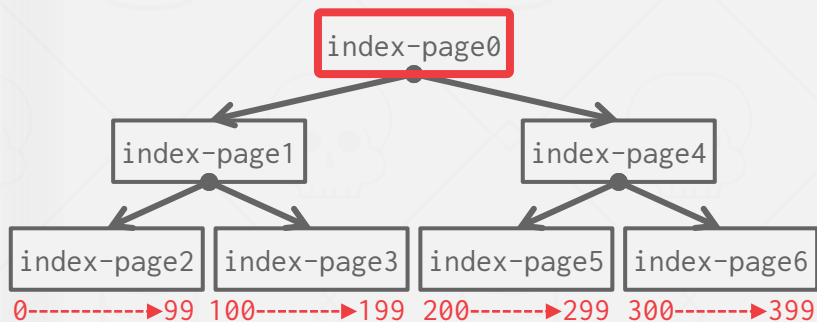 index-page0
index-page1 index-page4
index-page2 index-page3 index-page5 index-page6
0 99 100 199 200 299 300 399